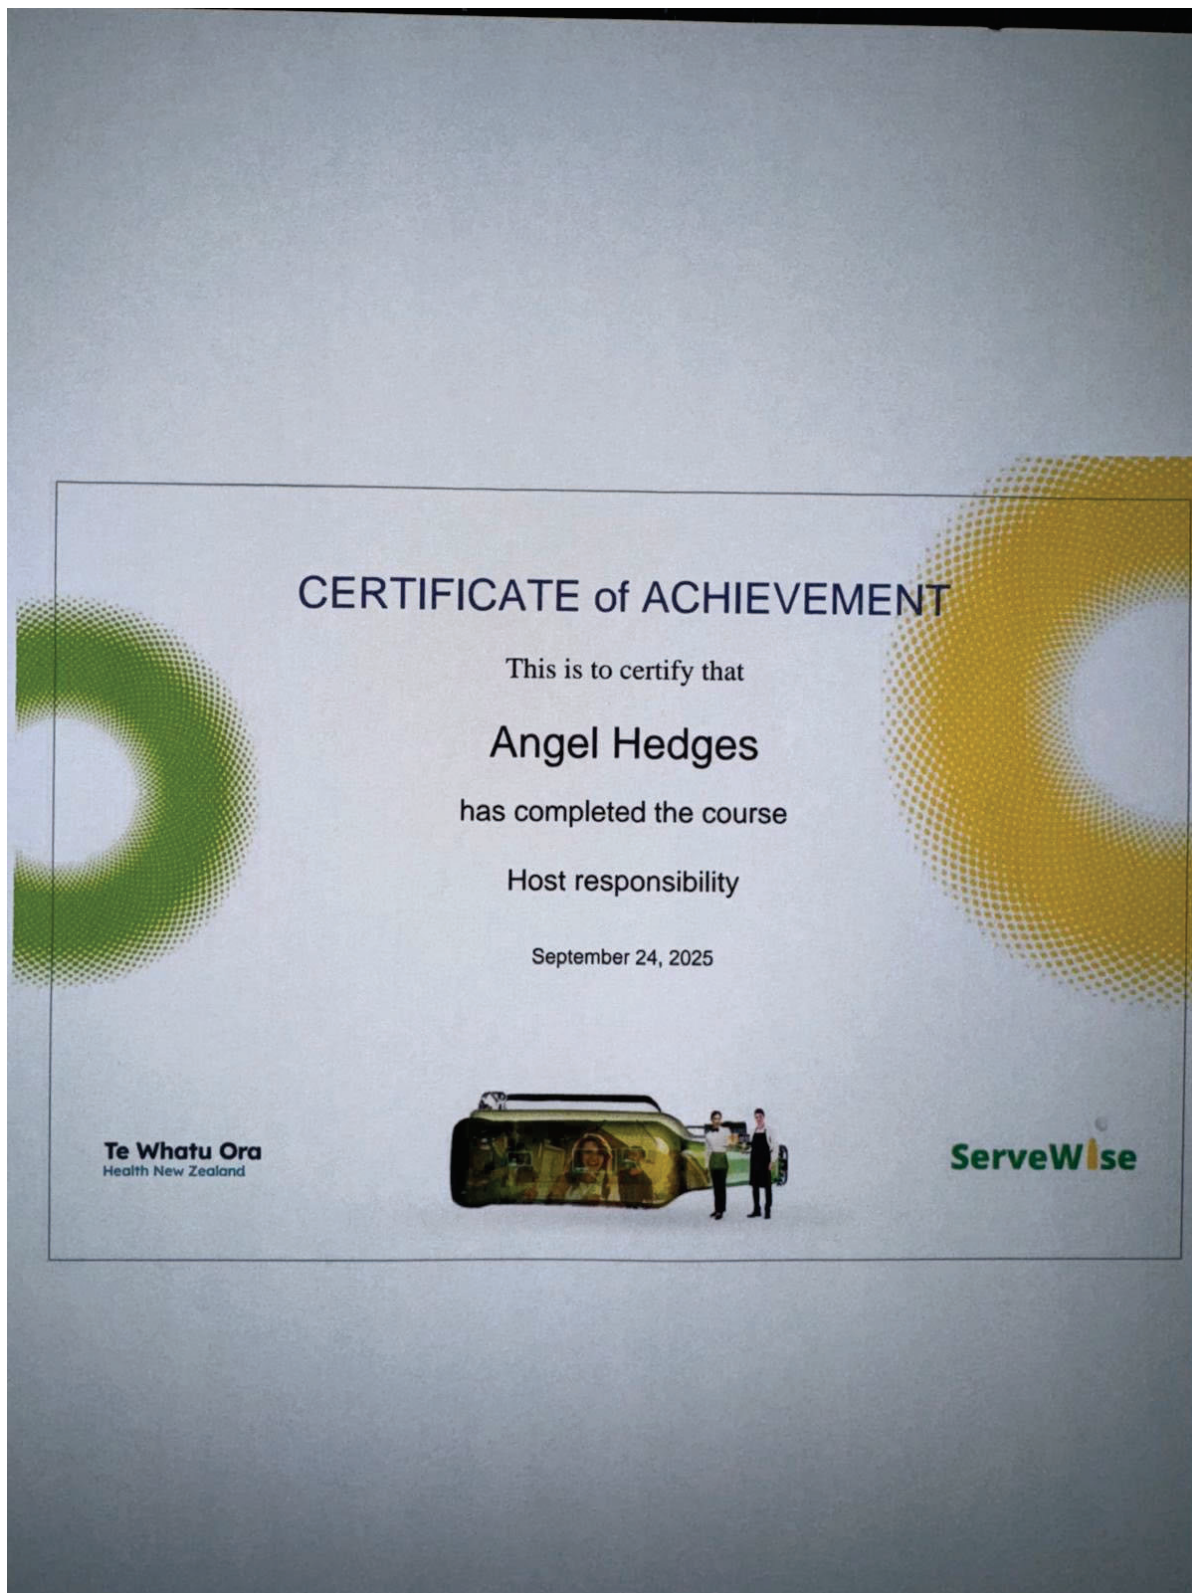 CERTIFICATE of ACHIEVEMENT
This is to certify that
Angel Hedges
has completed the course
Host responsibility
September 24, 2025
Te Whatu Ora
Health New Zealand
ServeWise